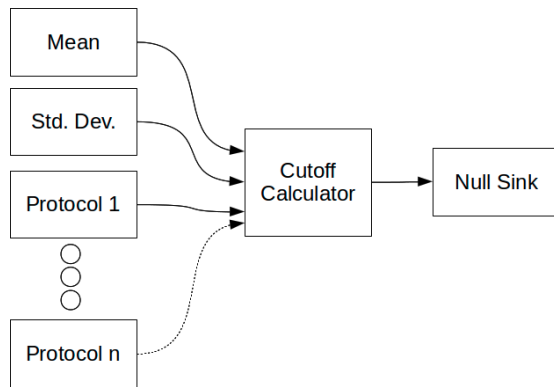 Mean
Std. Dev.
Protocol 1
Protocol n
Cutoff
Calculator
Null Sink